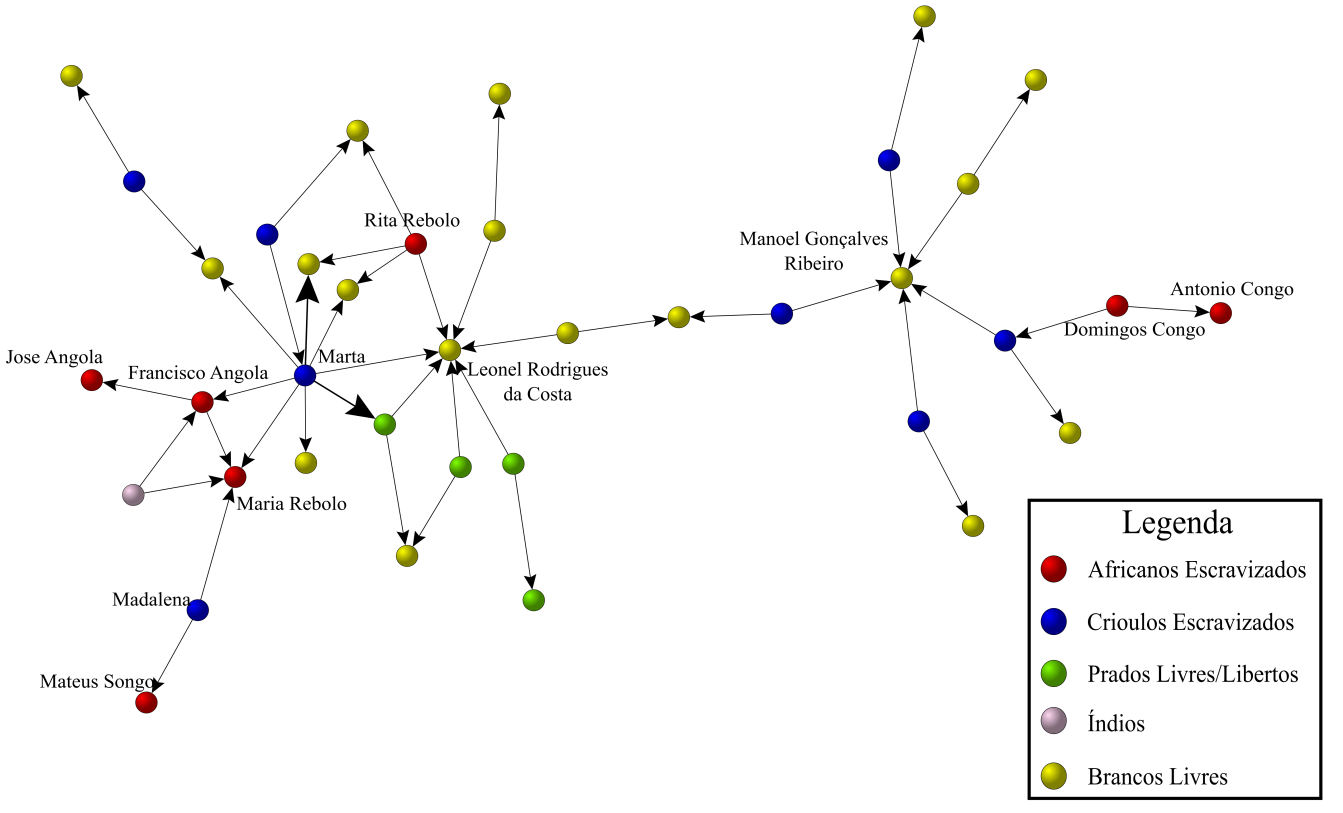 Rita Rebolo
Manoel Gonçalves
Ribeiro
Antonio Congo
Domingos Congo
Jose Angola
Francisco Angola
Marta
Leonel Rodrigues
da Costa
Maria Rebolo
Madalena
Mateus Songo
Legenda
Africanos Escravizados
Crioulos Escravizados
Prados Livres/Libertos
Índios
Brancos Livres